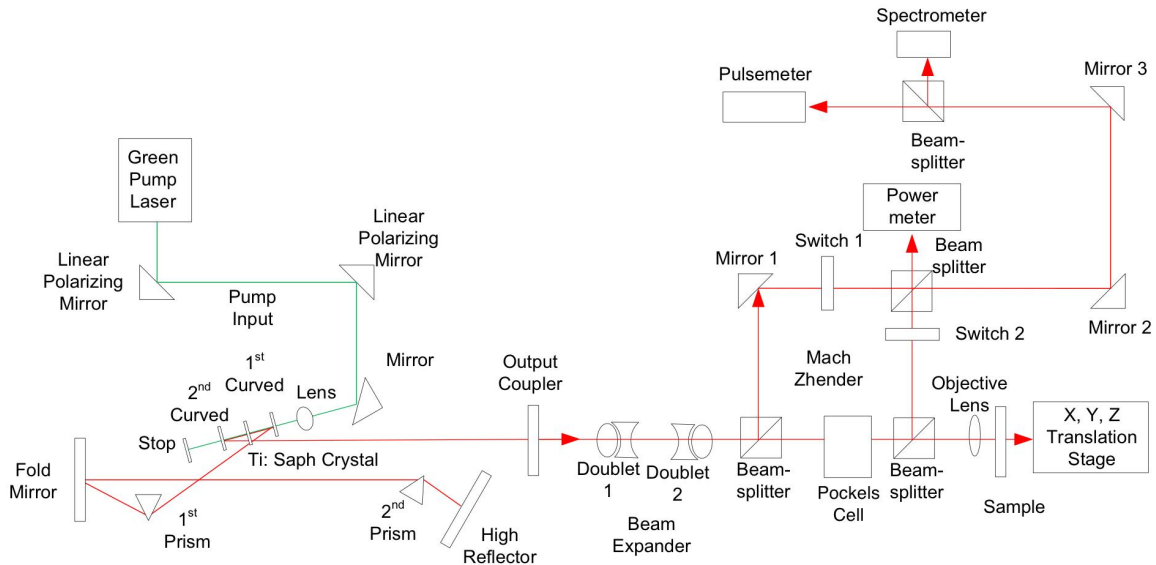 Spectrometer
Pulsemeter
Mirror 3
Beam-
splitter
Green
Pump
Laser
Linear
Polarizing
Mirror
Power
meter
Linear
Polarizing
Mirror
Pump
Input
Mirror 1
Switch 1
Beam
splitter
Mirror 2
Switch 2
1st
Curved
2nd
Curved
Lens
Mirror
Stop
Output
Coupler
Mach
Zhender
Objective
Lens
X, Y, Z
Translation
Stage
Ti: Saph Crystal
Fold
Mirror
1st
Prism
2nd
Prism
High
Reflector
Doublet
1
Doublet
2
Beam
Expander
Beam-
splitter
Pockels
Cell
Beam-
splitter
Sample